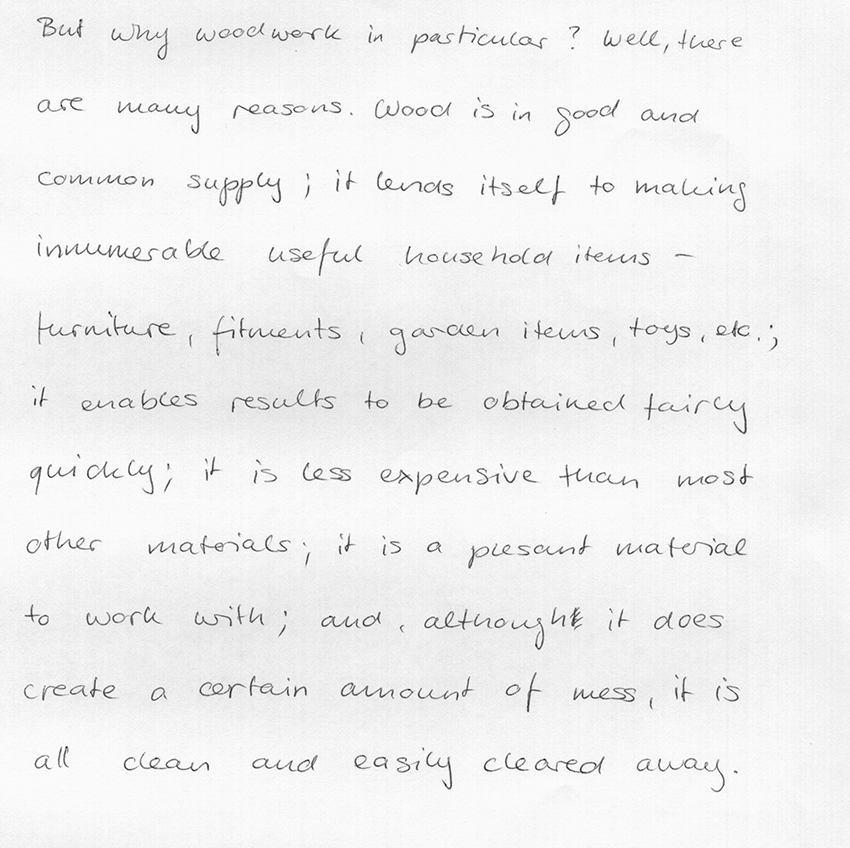 But why woodwork in particular? Well, there
are many reasons. Wood is in good and
common supply; it lends itself to making
innumerable useful household items -
furniture, fitments, garden items, toys, etc.;
it enables results to be obtained fairly
quickly; it is less expensive than most
other materials; it is a plesant material
to work with; and, although it does
create a certain amount of mess, it is
all clean and easily cleared away.